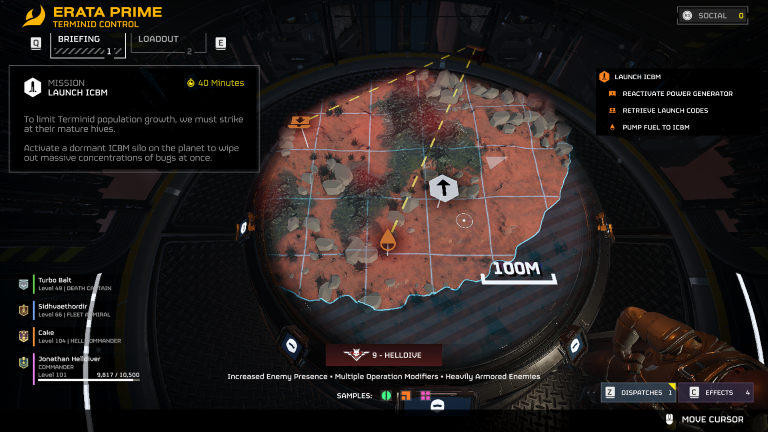 ERATA PRIME
TERMINID CONTROL
SOCIAL 0
Q
BRIEFING
1
LOADOUT
2
E
MISSION
LAUNCH ICBM
40 Minutes
To limit Terminid population growth, we must strike
at their mature hives.
Activate a dormant ICBM silo on the planet to wipe
out massive concentrations of bugs at once.
LAUNCH ICBM
REACTIVATE POWER GENERATOR
RETRIEVE LAUNCH CODES
PUMP FUEL TO ICBM
100M
Turbo Balt
Level 49 | DEATH CAPTAIN
Sidhvaethordir
Level 66 | FLEET ADMIRAL
Cake
Level 104 | HELL COMMANDER
Jonathan Helldiver
COMMANDER
Level 101
9,817 / 10,500
9 - HELLDIVE
Increased Enemy Presence • Multiple Operation Modifiers • Heavily Armored Enemies
SAMPLES:
Z DISPATCHES 1
C EFFECTS 4
MOVE CURSOR